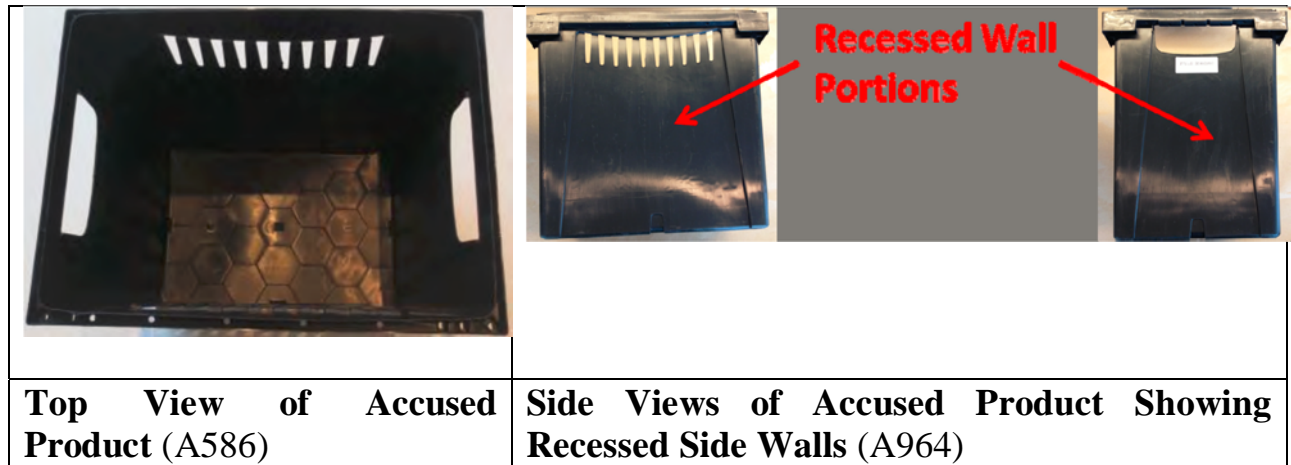 Recessed Wall
Portions
Top View of Accused
Product (A586)
Side Views of Accused Product Showing
Recessed Side Walls (A964)